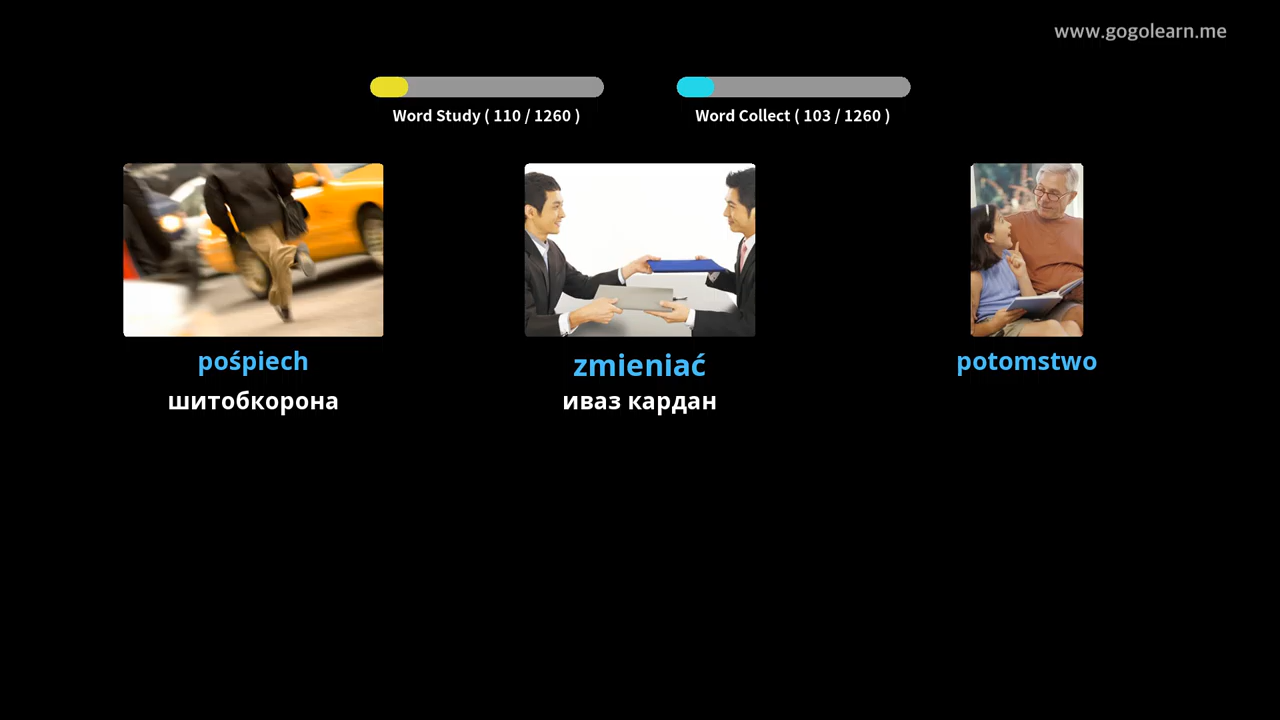 www.gogolearn.me
Word Study ( 110 / 1260 )
Word Collect ( 103 / 1260 )
pośpiech
zmieniać
potomstwo
шитобкорона
иваз кардан